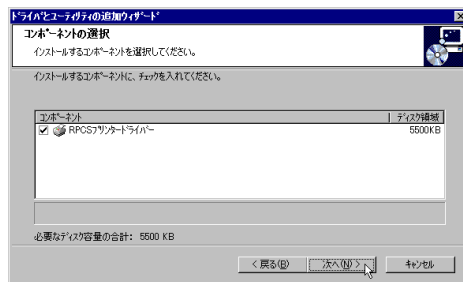 ﾄﾞﾗｲﾊﾞとﾕｰﾃｨﾘﾃｨの追加ｳｨｻﾞｰﾄﾞ
ｺﾝﾎﾟｰﾈﾝﾄの選択
ｲﾝｽﾄｰﾙするｺﾝﾎﾟｰﾈﾝﾄを選択してください。
ｲﾝｽﾄｰﾙするｺﾝﾎﾟｰﾈﾝﾄに、ﾁｪｯｸを入れてください。
ｺﾝﾎﾟｰﾈﾝﾄ ﾃﾞｨｽｸ領域
RPCSﾌﾟﾘﾝﾀｰﾄﾞﾗｲﾊﾞｰ 5500KB
必要なﾃﾞｨｽｸ容量の合計: 5500 KB
< 戻る(B) 次へ(N) > ｷｬﾝｾﾙ